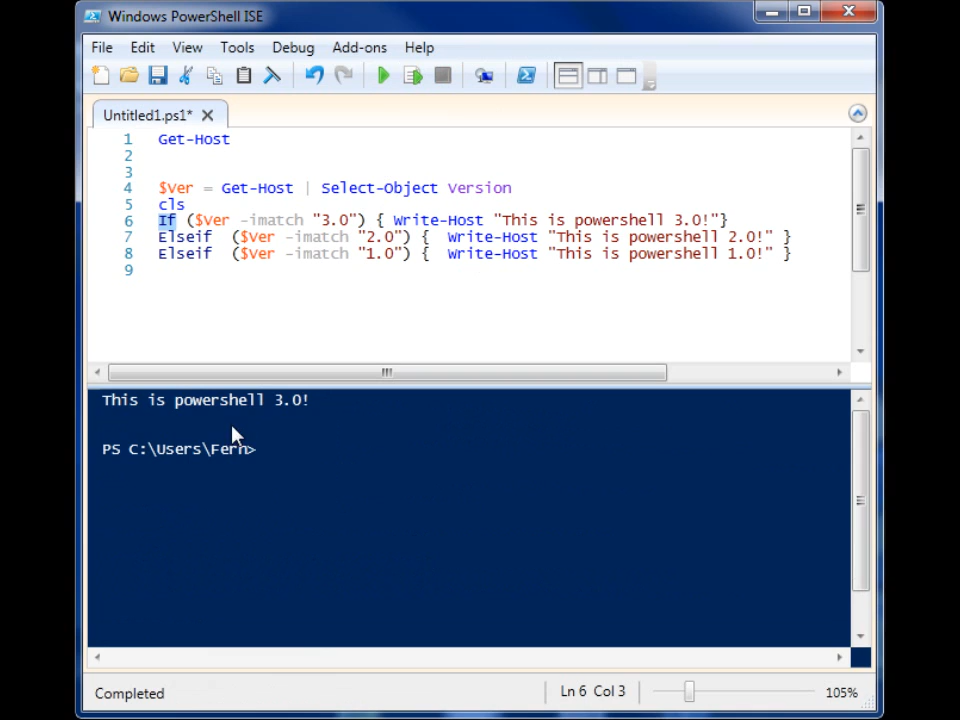 Windows PowerShell ISE
File Edit View Tools Debug Add-ons Help
Untitled1.ps1*
1 Get-Host
2
3
4 $Ver = Get-Host | Select-Object Version
5 cls
6 If ($Ver -imatch "3.0") { Write-Host "This is powershell 3.0!"}
7 Elseif  ($Ver -imatch "2.0") {  Write-Host "This is powershell 2.0!" }
8 Elseif  ($Ver -imatch "1.0") {  Write-Host "This is powershell 1.0!" }
9
This is powershell 3.0!
PS C:\Users\Fern>
Completed Ln 6 Col 3 105%